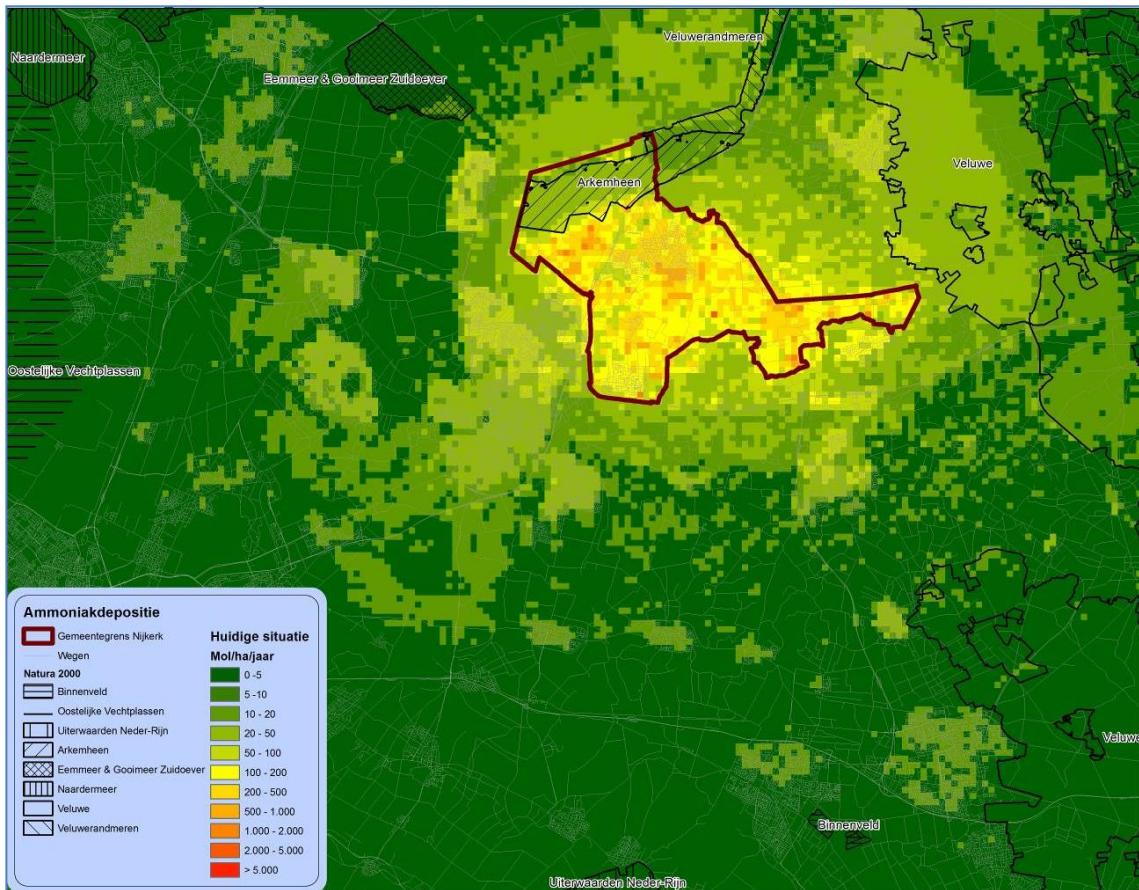 Veluwerandmeren
Naardermeer
Eemmeer & Gooimeer Zuidoever
Veluwe
Arkemheen
Oostelijke Vechtplassen
Ammoniakdepositie
Gemeentegrens Nijkerk
Wegen
Natura 2000
Binnenveld
Oostelijke Vechtplassen
Uiterwaarden Neder-Rijn
Arkemheen
Eemmeer & Gooimeer Zuidoever
Naardermeer
Veluwe
Veluwerandmeren
Huidige situatie
Mol/ha/jaar
0 -5
5 -10
10 - 20
20 - 50
50 - 100
100 - 200
200 - 500
500 - 1.000
1.000 - 2.000
2.000 - 5.000
> 5.000
Veluwe
Binnenveld
Uiterwaarden Neder-Rijn